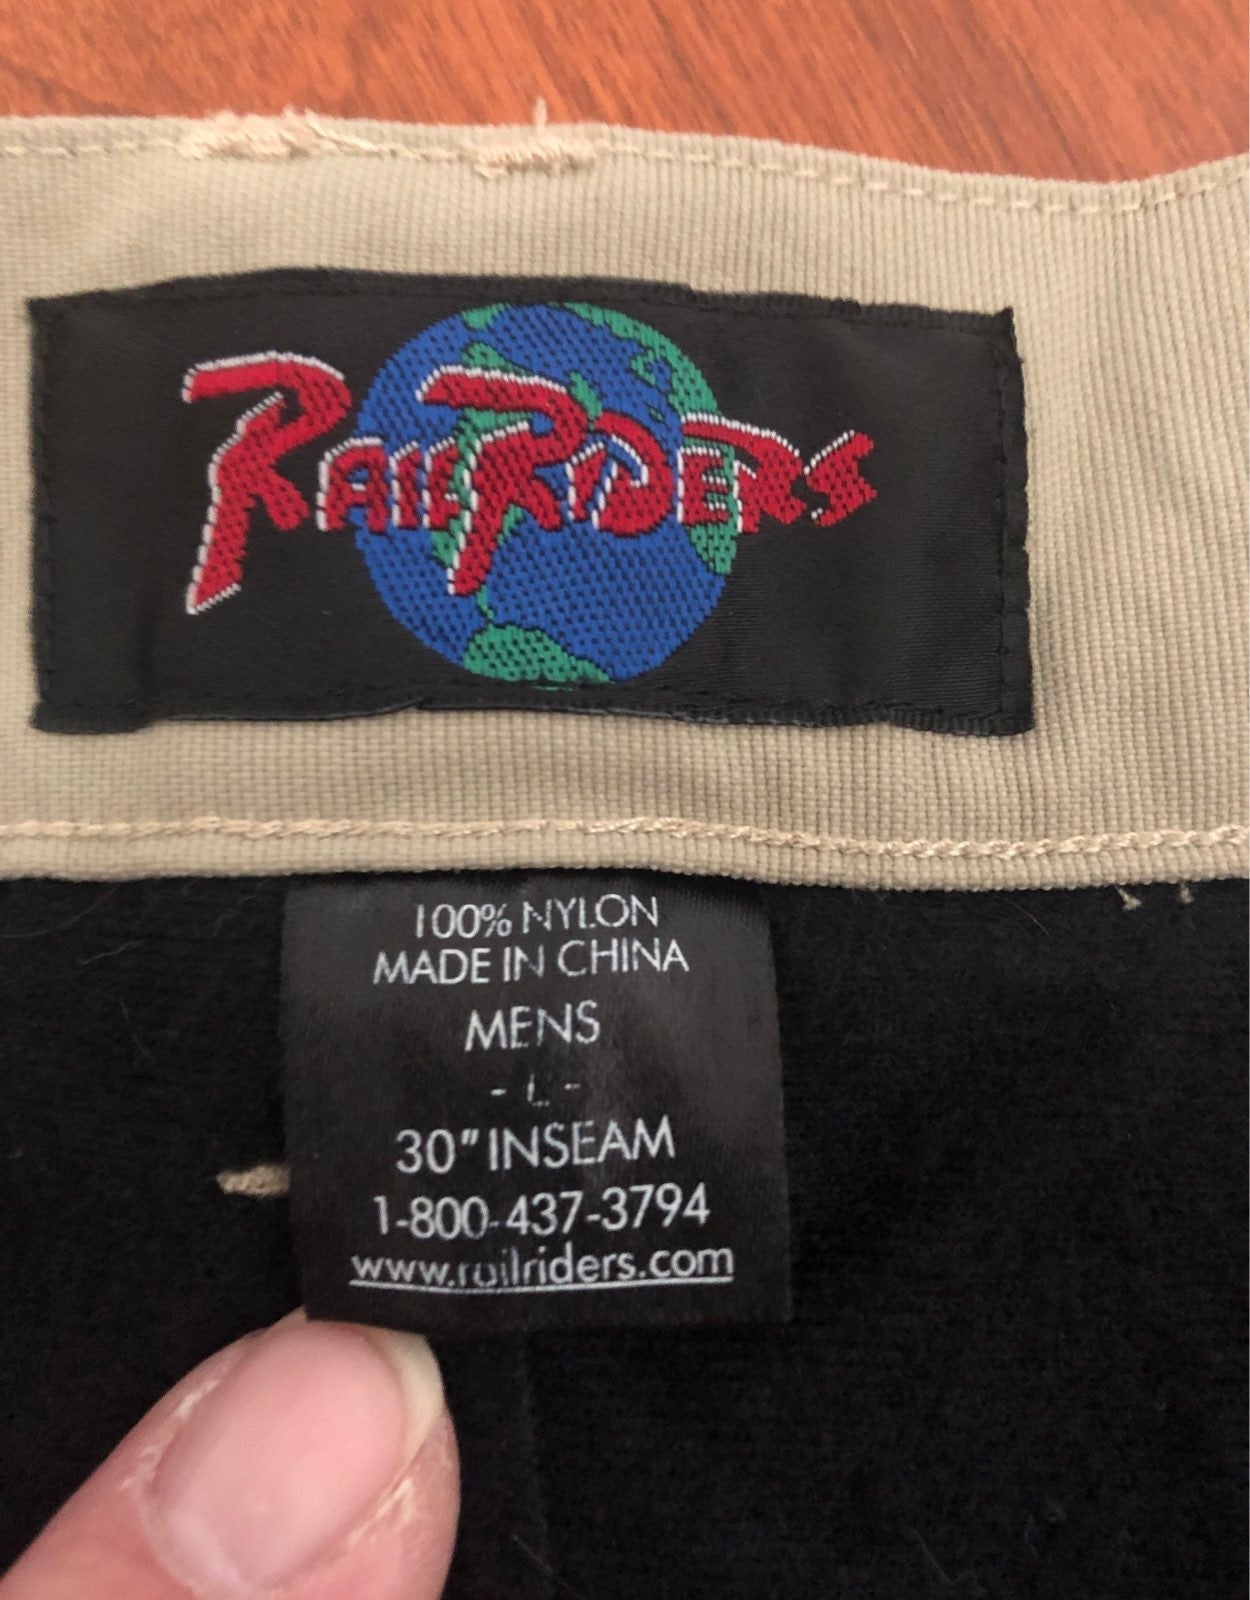 RAILRIDERS
100% NYLON
MADE IN CHINA
MENS
- L -
30" INSEAM
1-800-437-3794
www.railriders.com